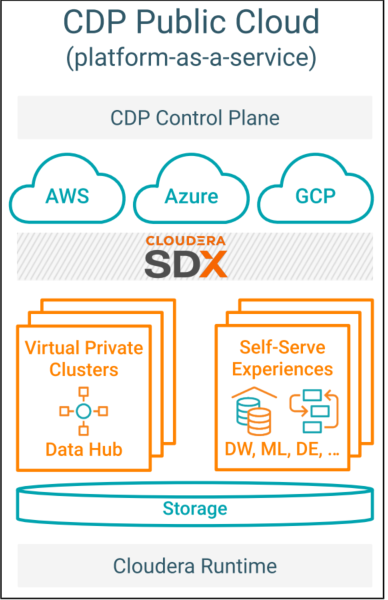 CDP Public Cloud
(platform-as-a-service)
CDP Control Plane
AWS
Azure
GCP
CLOUDERA
SDX
Virtual Private
Clusters
Data Hub
Self-Serve
Experiences
DW, ML, DE, ...
Storage
Cloudera Runtime